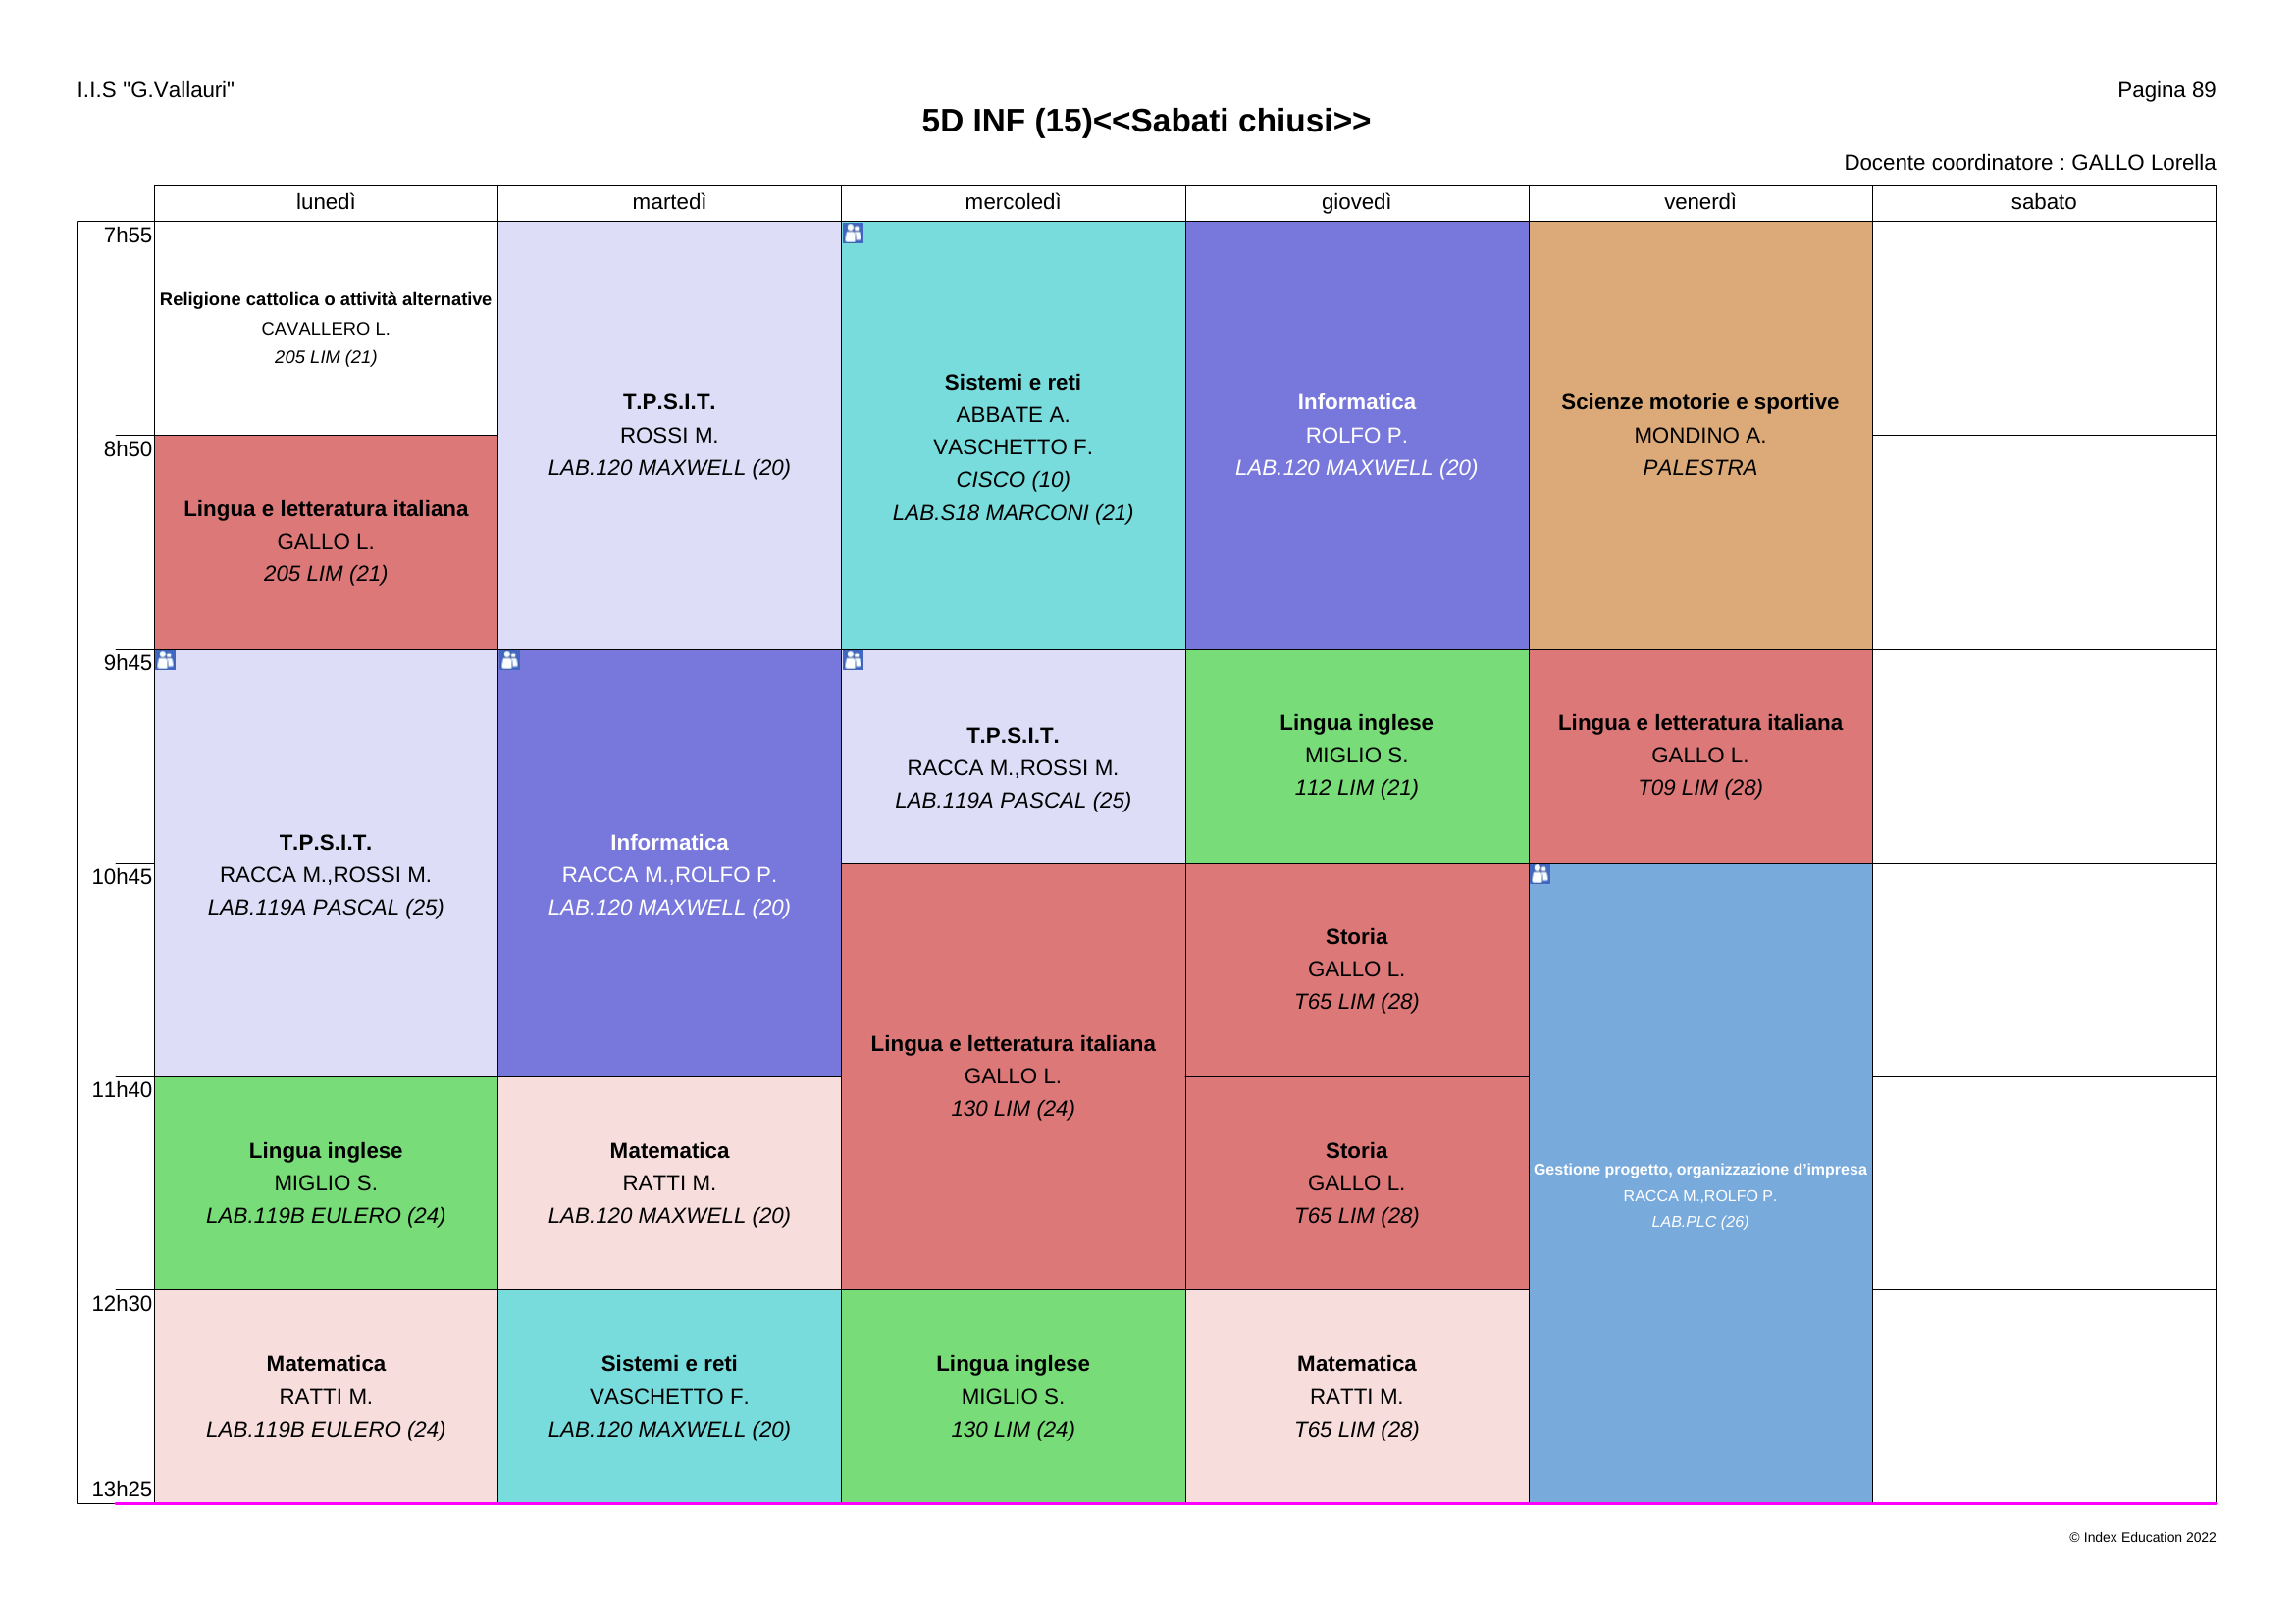 I.I.S "G.Vallauri"
Pagina 89
5D INF (15)<<Sabati chiusi>>
Docente coordinatore : GALLO Lorella
lunedì
martedì
mercoledì
giovedì
venerdì
sabato
7h55
Religione cattolica o attività alternative
CAVALLERO L.
205 LIM (21)
T.P.S.I.T.
ROSSI M.
LAB.120 MAXWELL (20)
Sistemi e reti
ABBATE A.
VASCHETTO F.
CISCO (10)
LAB.S18 MARCONI (21)
Informatica
ROLFO P.
LAB.120 MAXWELL (20)
Scienze motorie e sportive
MONDINO A.
PALESTRA
8h50
Lingua e letteratura italiana
GALLO L.
205 LIM (21)
9h45
T.P.S.I.T.
RACCA M.,ROSSI M.
LAB.119A PASCAL (25)
Informatica
RACCA M.,ROLFO P.
LAB.120 MAXWELL (20)
T.P.S.I.T.
RACCA M.,ROSSI M.
LAB.119A PASCAL (25)
Lingua inglese
MIGLIO S.
112 LIM (21)
Lingua e letteratura italiana
GALLO L.
T09 LIM (28)
10h45
Lingua e letteratura italiana
GALLO L.
130 LIM (24)
Storia
GALLO L.
T65 LIM (28)
Gestione progetto, organizzazione d’impresa
RACCA M.,ROLFO P.
LAB.PLC (26)
11h40
Lingua inglese
MIGLIO S.
LAB.119B EULERO (24)
Matematica
RATTI M.
LAB.120 MAXWELL (20)
Storia
GALLO L.
T65 LIM (28)
12h30
Matematica
RATTI M.
LAB.119B EULERO (24)
Sistemi e reti
VASCHETTO F.
LAB.120 MAXWELL (20)
Lingua inglese
MIGLIO S.
130 LIM (24)
Matematica
RATTI M.
T65 LIM (28)
13h25
© Index Education 2022